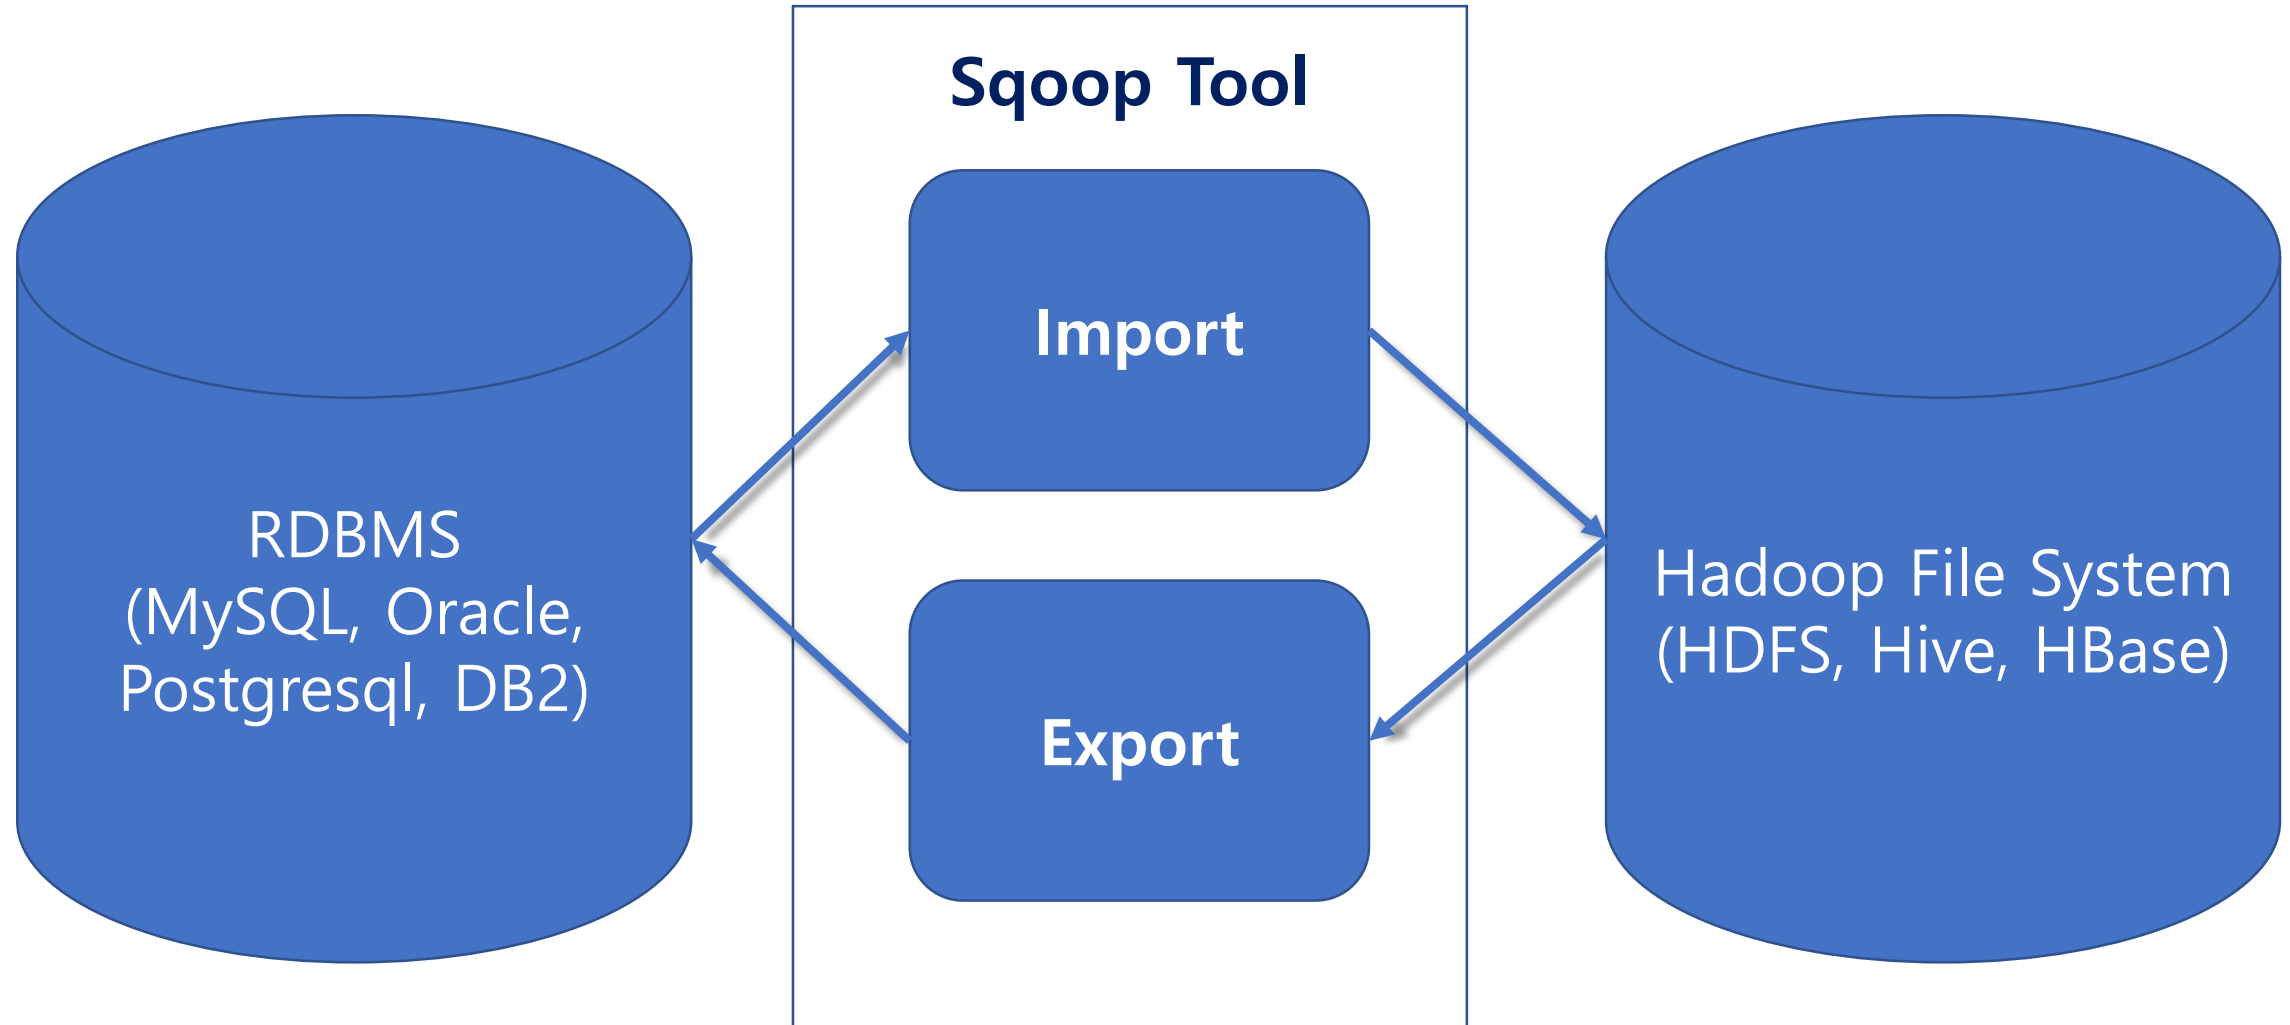 Sqoop Tool
Import
RDBMS
(MySQL, Oracle,
Postgresql, DB2)
Hadoop File System
(HDFS, Hive, HBase)
Export